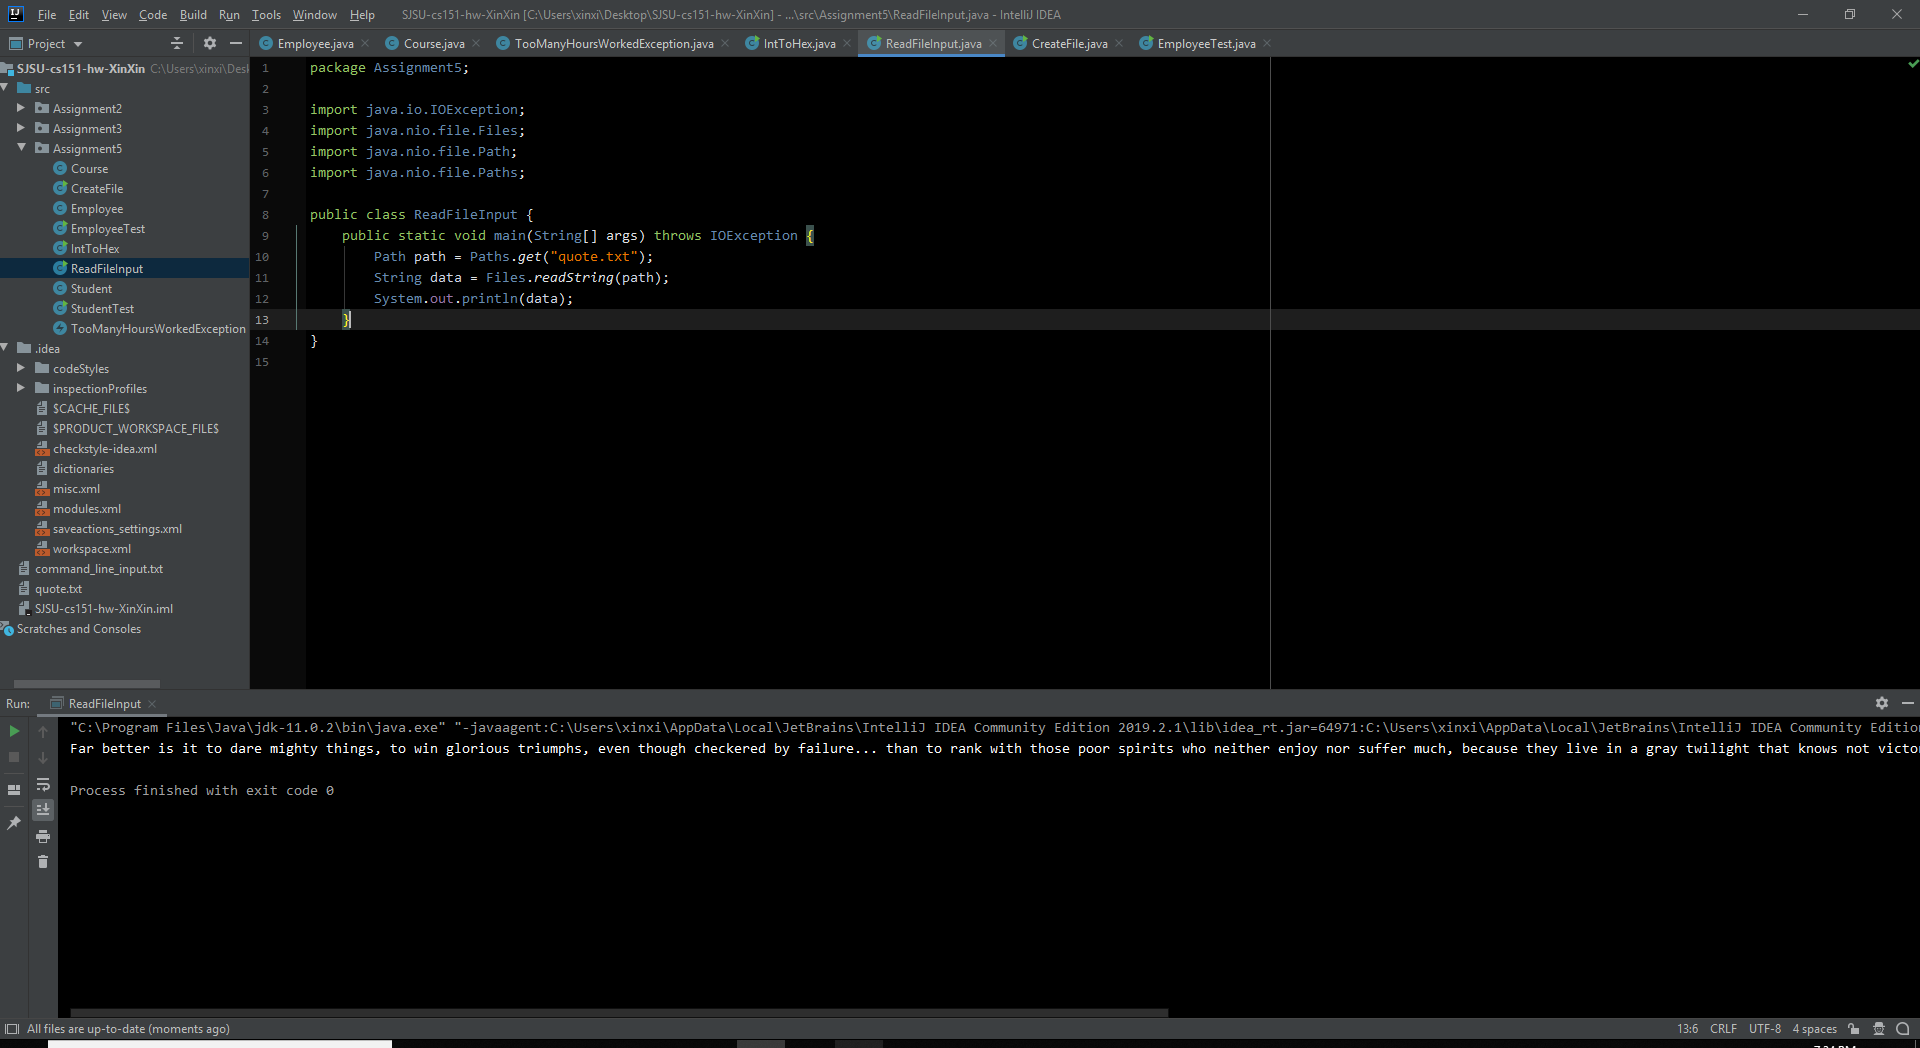 File Edit View Code Build Run Tools Window Help SJSU-cs151-hw-XinXin [C:\Users\xinxi\Desktop\SJSU-cs151-hw-XinXin] - ...\src\Assignment5\ReadFileInput.java - IntelliJ IDEA
Project
Employee.java Course.java TooManyHoursWorkedException.java IntToHex.java ReadFileInput.java CreateFile.java EmployeeTest.java
SJSU-cs151-hw-XinXin C:\Users\xinxi\Des
src
Assignment2
Assignment3
Assignment5
Course
CreateFile
Employee
EmployeeTest
IntToHex
ReadFileInput
Student
StudentTest
TooManyHoursWorkedException
.idea
codeStyles
inspectionProfiles
$CACHE_FILE$
$PRODUCT_WORKSPACE_FILE$
checkstyle-idea.xml
dictionaries
misc.xml
modules.xml
saveactions_settings.xml
workspace.xml
command_line_input.txt
quote.txt
SJSU-cs151-hw-XinXin.iml
Scratches and Consoles
1 package Assignment5;
2
3 import java.io.IOException;
4 import java.nio.file.Files;
5 import java.nio.file.Path;
6 import java.nio.file.Paths;
7
8 public class ReadFileInput {
9 public static void main(String[] args) throws IOException {
10 Path path = Paths.get("quote.txt");
11 String data = Files.readString(path);
12 System.out.println(data);
13 }
14 }
15
Run: ReadFileInput
"C:\Program Files\Java\jdk-11.0.2\bin\java.exe" "-javaagent:C:\Users\xinxi\AppData\Local\JetBrains\IntelliJ IDEA Community Edition 2019.2.1\lib\idea_rt.jar=64971:C:\Users\xinxi\AppData\Local\JetBrains\IntelliJ IDEA Community Editio
Far better is it to dare mighty things, to win glorious triumphs, even though checkered by failure... than to rank with those poor spirits who neither enjoy nor suffer much, because they live in a gray twilight that knows not victo
Process finished with exit code 0
All files are up-to-date (moments ago)
13:6 CRLF UTF-8 4 spaces